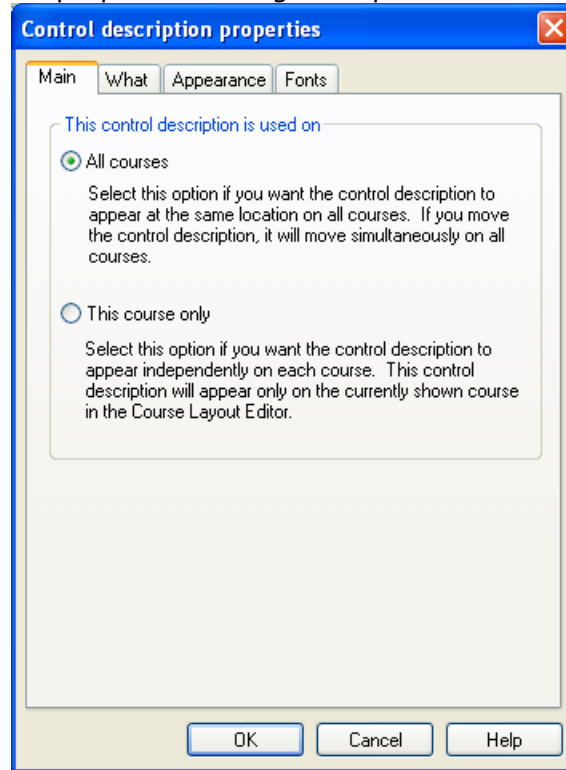 Control description properties
Main What Appearance Fonts
This control description is used on
All courses
Select this option if you want the control description to
appear at the same location on all courses. If you move
the control description, it will move simultaneously on all
courses.
This course only
Select this option if you want the control description to
appear independently on each course. This control
description will appear only on the currently shown course
in the Course Layout Editor.
OK Cancel Help